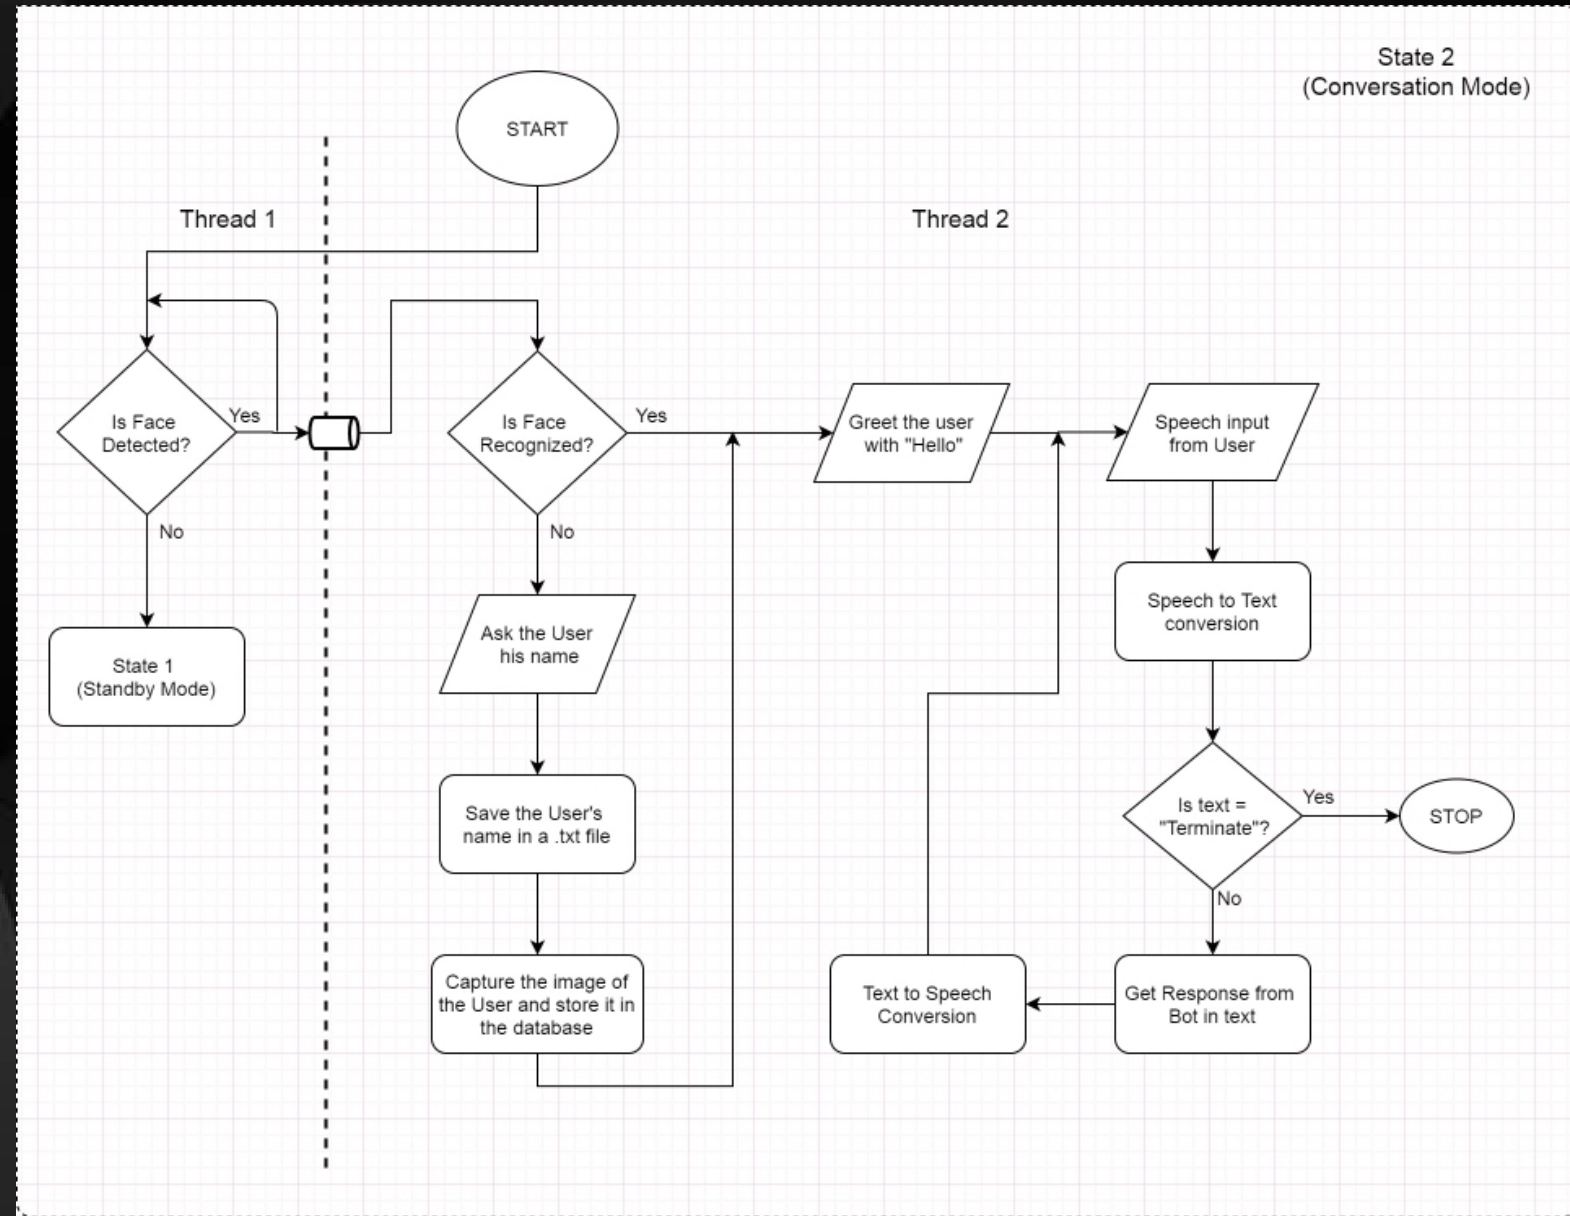 State 2
(Conversation Mode)
START
Thread 1
Thread 2
Is Face
Detected?
Yes
No
State 1
(Standby Mode)
Is Face
Recognized?
Yes
No
Ask the User
his name
Save the User's
name in a .txt file
Capture the image of
the User and store it in
the database
Greet the user
with "Hello"
Speech input
from User
Speech to Text
conversion
Is text =
"Terminate"?
Yes
STOP
No
Get Response from
Bot in text
Text to Speech
Conversion